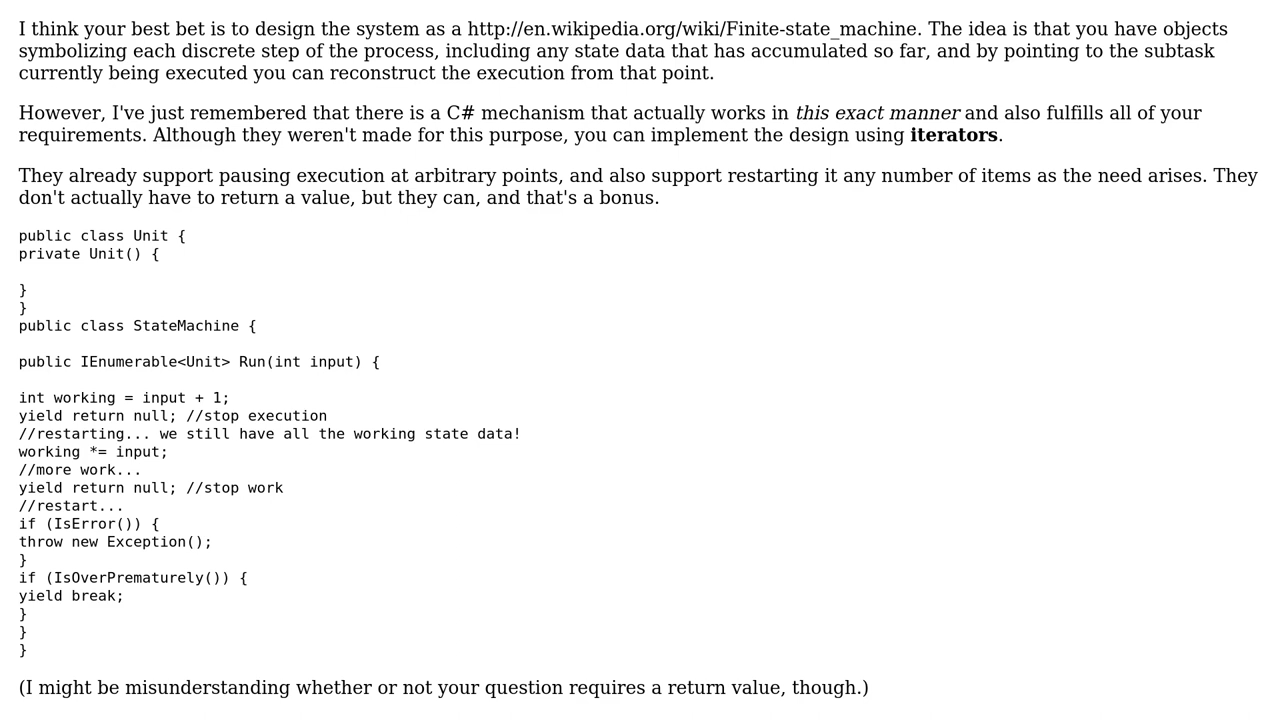 I think your best bet is to design the system as a http://en.wikipedia.org/wiki/Finite-state_machine. The idea is that you have objects
symbolizing each discrete step of the process, including any state data that has accumulated so far, and by pointing to the subtask
currently being executed you can reconstruct the execution from that point.
However, I've just remembered that there is a C# mechanism that actually works in this exact manner and also fulfills all of your
requirements. Although they weren't made for this purpose, you can implement the design using iterators.
They already support pausing execution at arbitrary points, and also support restarting it any number of items as the need arises. They
don't actually have to return a value, but they can, and that's a bonus.
public class Unit {
private Unit() {
}
}
public class StateMachine {
public IEnumerable<Unit> Run(int input) {
int working = input + 1;
yield return null; //stop execution
//restarting... we still have all the working state data!
working *= input;
//more work...
yield return null; //stop work
//restart...
if (IsError()) {
throw new Exception();
}
if (IsOverPrematurely()) {
yield break;
}
}
}
(I might be misunderstanding whether or not your question requires a return value, though.)